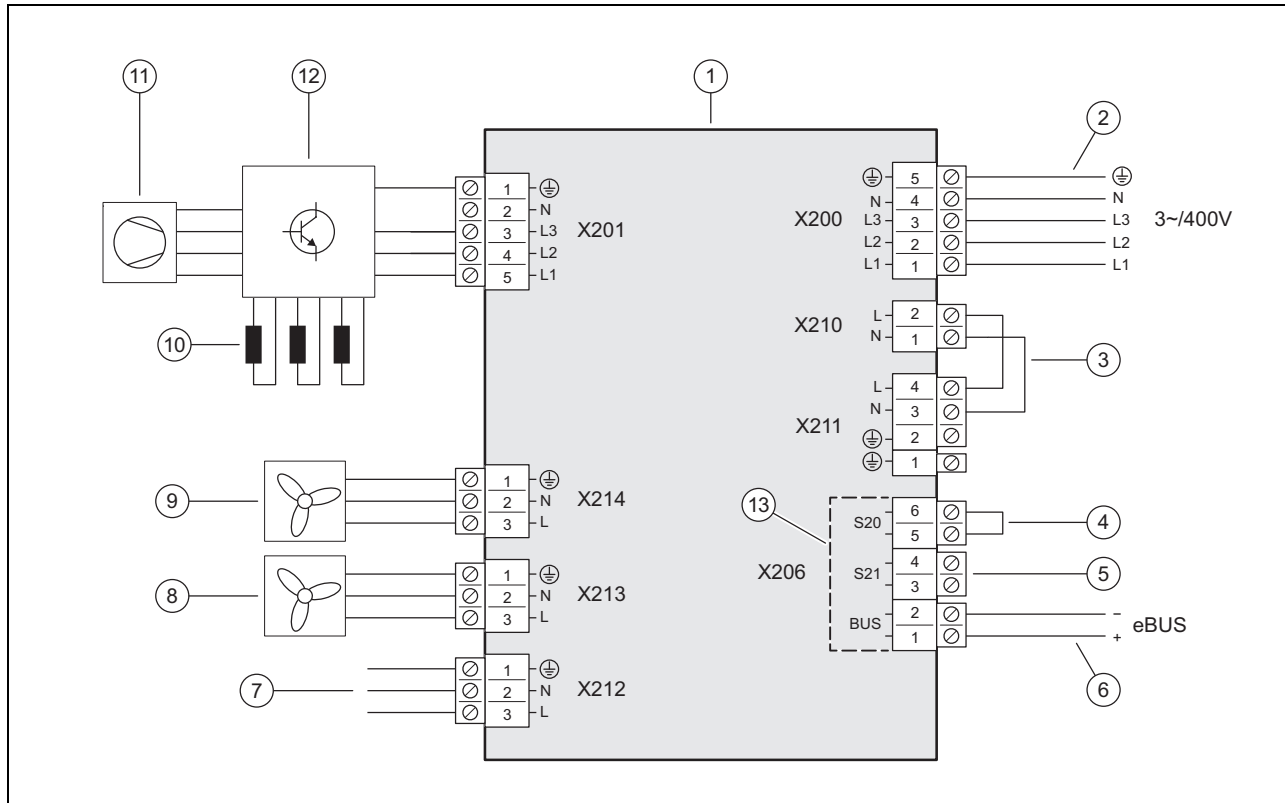 11
12
1
2
5
N 4 N
L3 3 L3
L2 2 L2
L1 1 L1
X200
3~/400V
1
2 N
3 L3
4 L2
5 L1
X201
X210
L 2
N 1
3
10
L 4
N 3
2
1
X211
9
1
2 N
3 L
X214
13
6
S20
5
4
4
S21
3
5
X206
8
1
2 N
3 L
X213
2 −
BUS
1 +
eBUS
7
1
2 N
3 L
X212
6